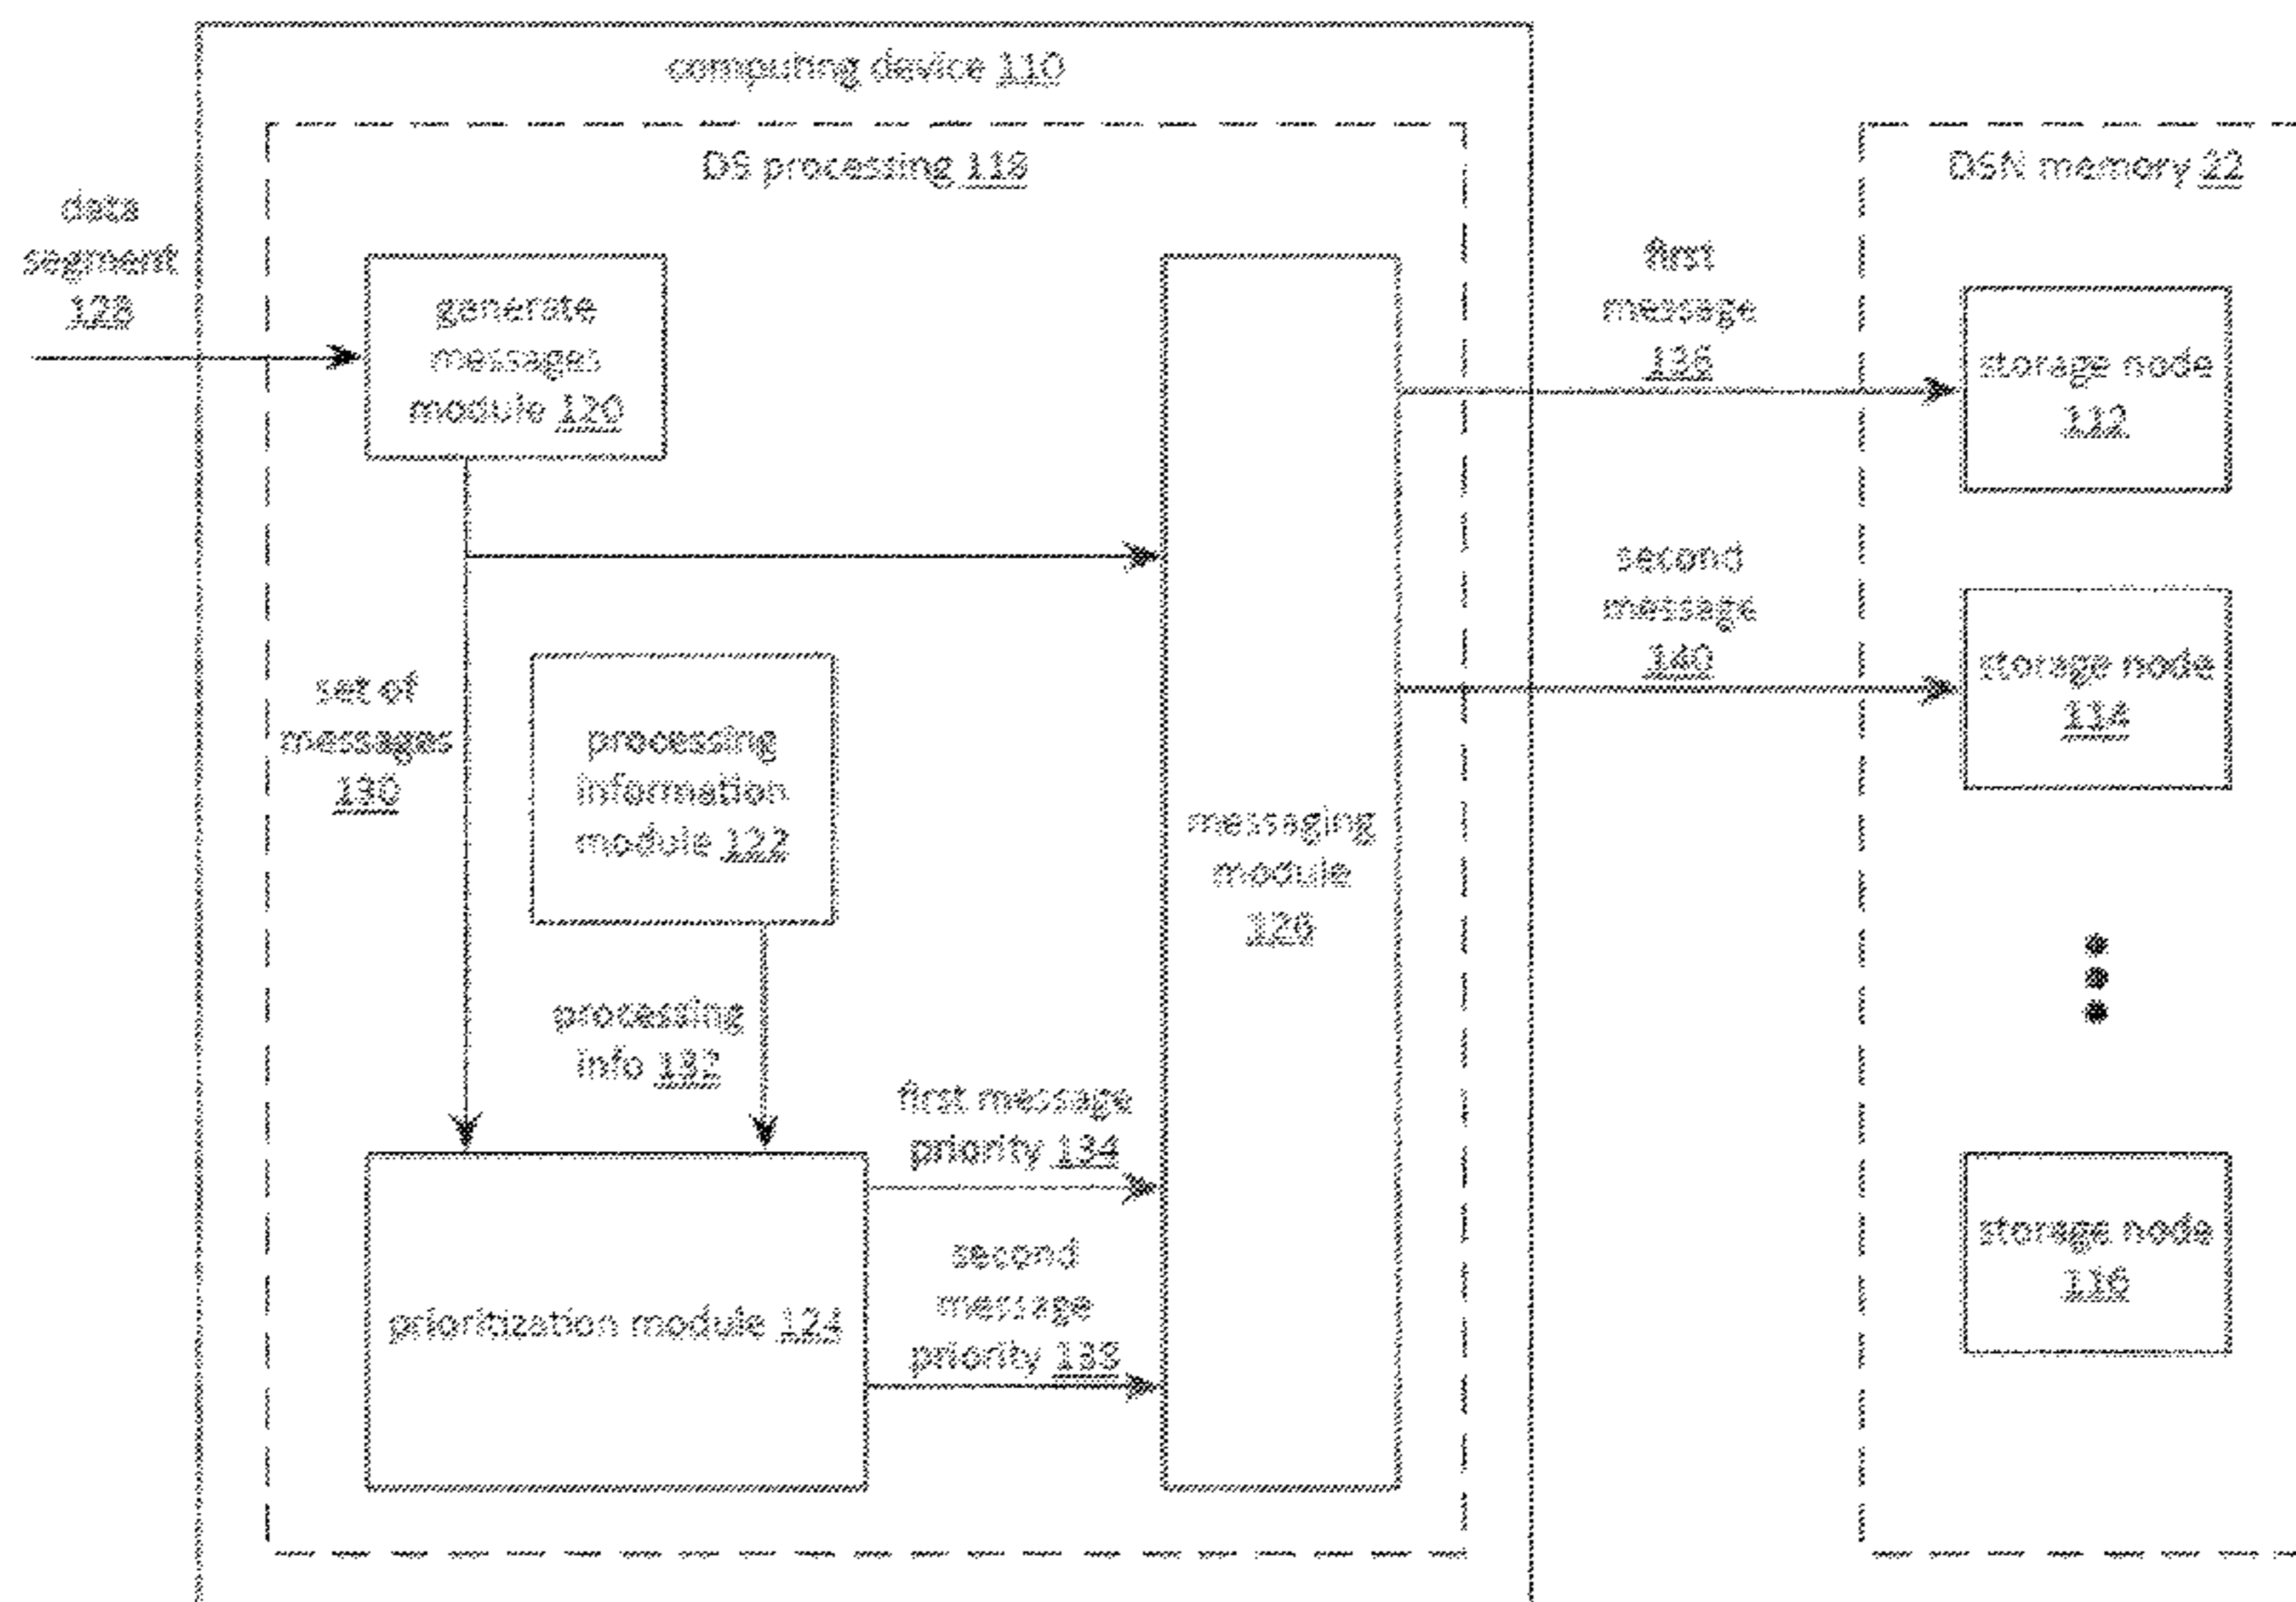 computing device 110
DS processing 118
DSN memory 22
data
segment
128
generate
messages
module 120
first
message
136
storage node
112
second
message
140
storage node
114
set of
messages
130
processing
information
module 122
messaging
module
126
processing
info 132
first message
priority 134
second
message
priority 138
prioritization module 124
storage node
116